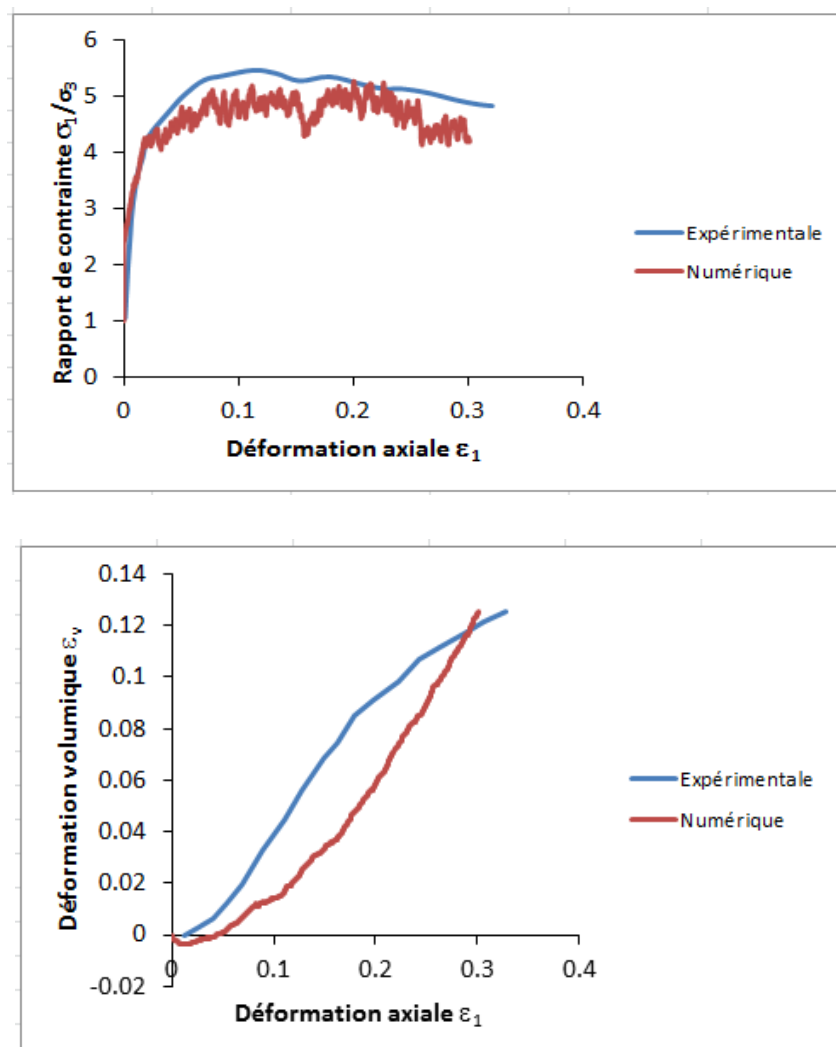 6
5
4
3
2
1
0
0 0.1 0.2 0.3 0.4
Rapport de contrainte σ1/σ3
Déformation axiale ε1
Expérimentale
Numérique
0.14
0.12
0.1
0.08
0.06
0.04
0.02
0
-0.02
0 0.1 0.2 0.3 0.4
Déformation volumique εv
Déformation axiale ε1
Expérimentale
Numérique